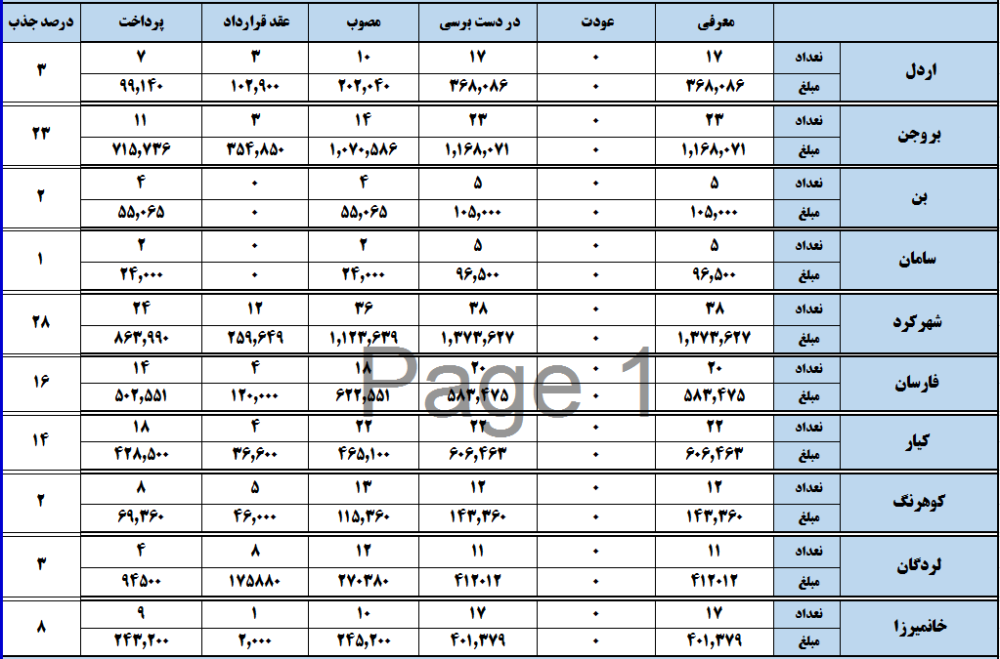 معرفی عودت در دست برسی مصوب عقد قرارداد پرداخت درصد جذب
اردل تعداد ۱۷ ۰ ۱۷ ۱۰ ۳ ۷ ۳
مبلغ ۳۶۸,۰۸۶ ۰ ۳۶۸,۰۸۶ ۲۰۲,۰۴۰ ۱۰۲,۹۰۰ ۹۹,۱۴۰
بروجن تعداد ۲۳ ۰ ۲۳ ۱۴ ۳ ۱۱ ۲۳
مبلغ ۱,۱۶۸,۰۷۱ ۰ ۱,۱۶۸,۰۷۱ ۱,۰۷۰,۵۸۶ ۳۵۴,۸۵۰ ۷۱۵,۷۳۶
بن تعداد ۵ ۰ ۵ ۴ ۰ ۴ ۲
مبلغ ۱۰۵,۰۰۰ ۰ ۱۰۵,۰۰۰ ۵۵,۰۶۵ ۰ ۵۵,۰۶۵
سامان تعداد ۵ ۰ ۵ ۲ ۰ ۲ ۱
مبلغ ۹۶,۵۰۰ ۰ ۹۶,۵۰۰ ۲۴,۰۰۰ ۰ ۲۴,۰۰۰
شهرکرد تعداد ۳۸ ۰ ۳۸ ۳۶ ۱۲ ۲۴ ۲۸
مبلغ ۱,۳۷۳,۶۲۷ ۰ ۱,۳۷۳,۶۲۷ ۱,۱۲۳,۶۳۹ ۲۵۹,۶۴۹ ۸۶۳,۹۹۰
فارسان تعداد ۲۰ ۰ ۲۰ ۱۸ ۴ ۱۴ ۱۶
مبلغ ۵۸۳,۴۷۵ ۰ ۵۸۳,۴۷۵ ۶۲۲,۵۵۱ ۱۲۰,۰۰۰ ۵۰۲,۵۵۱
Page 1
کیار تعداد ۲۲ ۰ ۲۲ ۲۲ ۴ ۱۸ ۱۴
مبلغ ۶۰۶,۴۶۳ ۰ ۶۰۶,۴۶۳ ۴۶۵,۱۰۰ ۳۶,۶۰۰ ۴۲۸,۵۰۰
کوهرنگ تعداد ۱۲ ۰ ۱۲ ۱۳ ۵ ۸ ۲
مبلغ ۱۴۳,۳۶۰ ۰ ۱۴۳,۳۶۰ ۱۱۵,۳۶۰ ۴۶,۰۰۰ ۶۹,۳۶۰
لردگان تعداد ۱۱ ۰ ۱۱ ۱۲ ۸ ۴ ۳
مبلغ ۴۱۲۰۱۲ ۰ ۴۱۲۰۱۲ ۲۷۰۳۸۰ ۱۷۵۸۸۰ ۹۴۵۰۰
خانمیرزا تعداد ۱۷ ۰ ۱۷ ۱۰ ۱ ۹ ۸
مبلغ ۴۰۱,۳۷۹ ۰ ۴۰۱,۳۷۹ ۲۴۵,۲۰۰ ۲,۰۰۰ ۲۴۳,۲۰۰